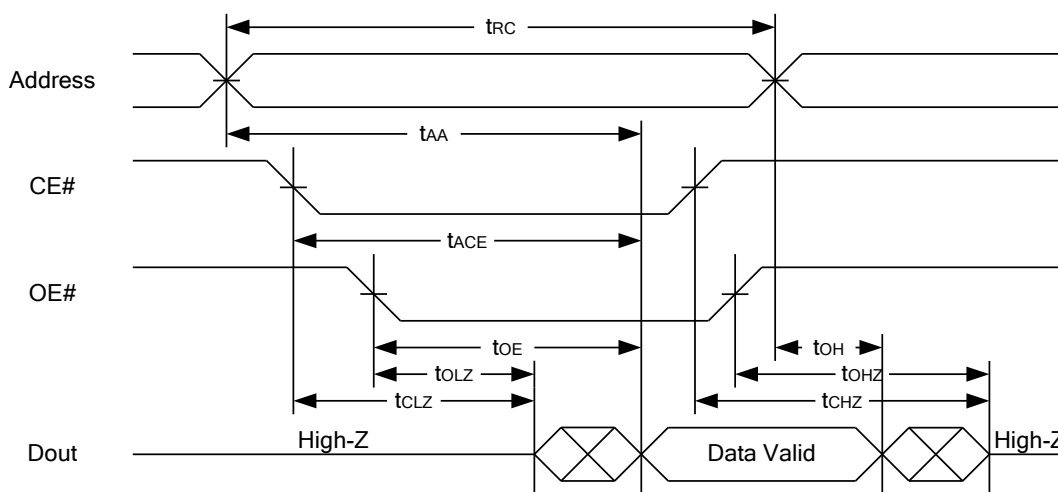 tRC
Address
tAA
CE#
tACE
OE#
tOE
tOH
tOLZ
tOHZ
tCLZ
tCHZ
High-Z
High-Z
Dout
Data Valid